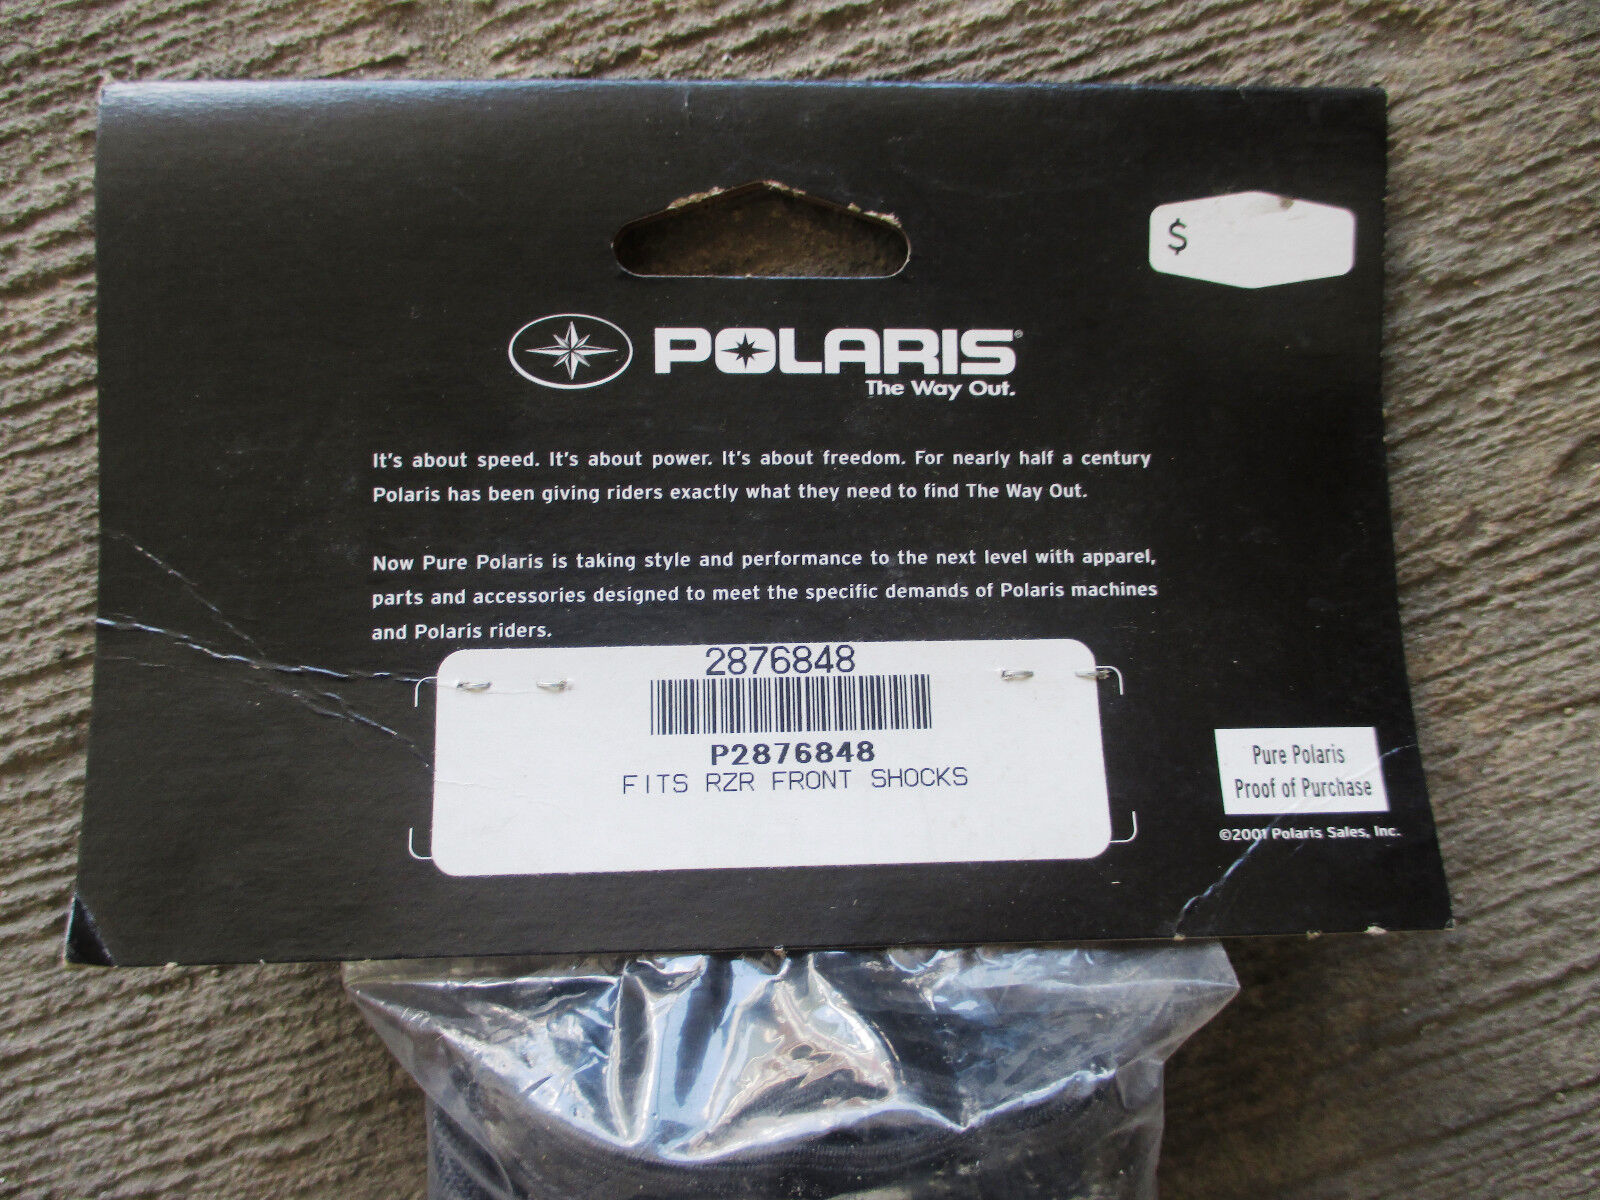 $
POLARIS®
The Way Out.
It's about speed. It's about power. It's about freedom. For nearly half a century
Polaris has been giving riders exactly what they need to find The Way Out.
Now Pure Polaris is taking style and performance to the next level with apparel,
parts and accessories designed to meet the specific demands of Polaris machines
and Polaris riders.
2876848
P2876848
FITS RZR FRONT SHOCKS
Pure Polaris
Proof of Purchase
©2001 Polaris Sales, Inc.